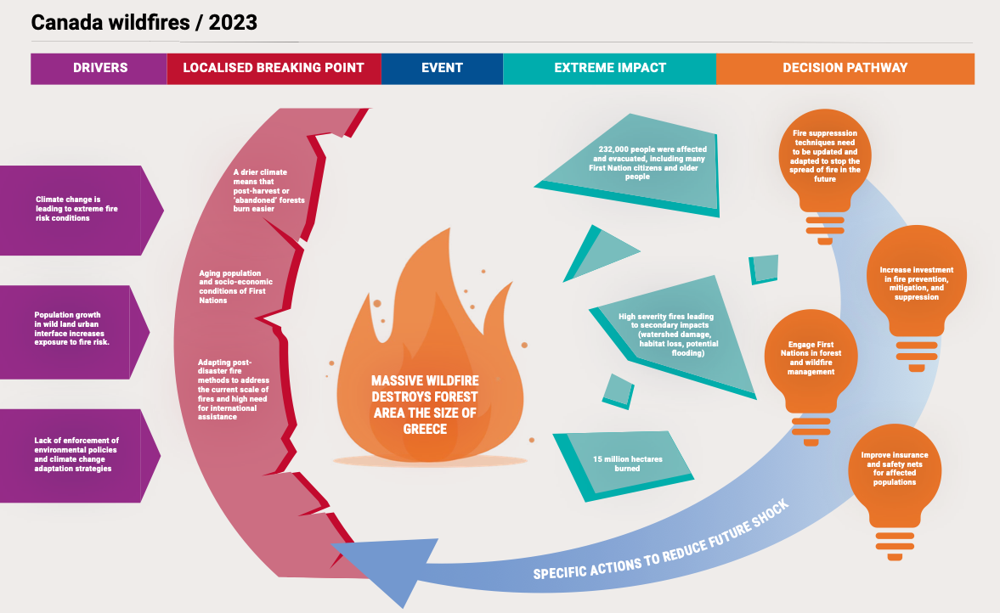 Canada wildfires / 2023
DRIVERS
LOCALISED BREAKING POINT
EVENT
EXTREME IMPACT
DECISION PATHWAY
Climate change is
leading to extreme fire
risk conditions
Population growth
in wild land urban
interface increases
exposure to fire risk.
Lack of enforcement of
environmental policies
and climate change
adaptation strategies
A drier climate
means that
post-harvest or
'abandoned' forests
burn easier
Aging population
and socio-economic
conditions of First
Nations
Adapting post-
disaster fire
methods to address
the current scale of
fires and high need
for international
assistance
MASSIVE WILDFIRE
DESTROYS FOREST
AREA THE SIZE OF
GREECE
232,000 people were affected
and evacuated, including many
First Nation citizens and older
people
High severity fires leading
to secondary impacts
(watershed damage,
habitat loss, potential
flooding)
15 million hectares
burned
Fire suppresssion
techniques need
to be updated and
adapted to stop the
spread of fire in the
future
Increase investment
in fire prevention,
mitigation, and
suppression
Engage First
Nations in forest
and wildfire
management
Improve insurance
and safety nets
for affected
populations
SPECIFIC ACTIONS TO REDUCE FUTURE SHOCK